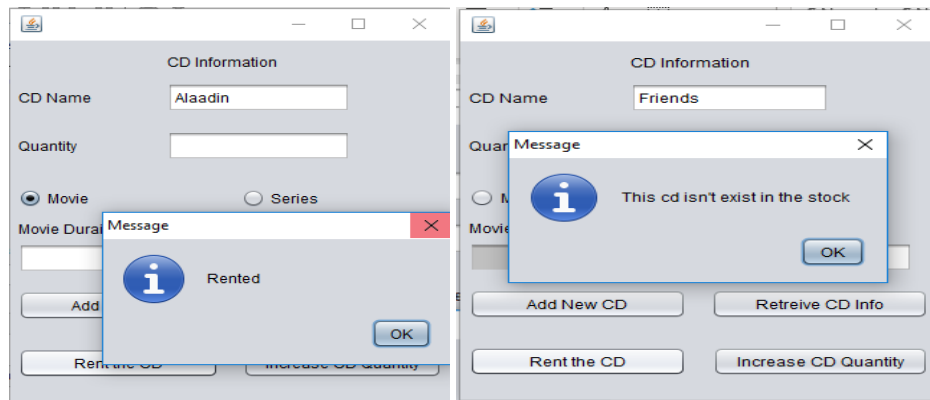 CD Information
CD Name Alaadin
Quantity
Movie Series
Movie Durai
Message
Rented
OK
Add
Rent the CD Increase CD Quantity
CD Information
CD Name Friends
Quar
Message
This cd isn't exist in the stock
OK
Movie
Add New CD Retreive CD Info
Rent the CD Increase CD Quantity